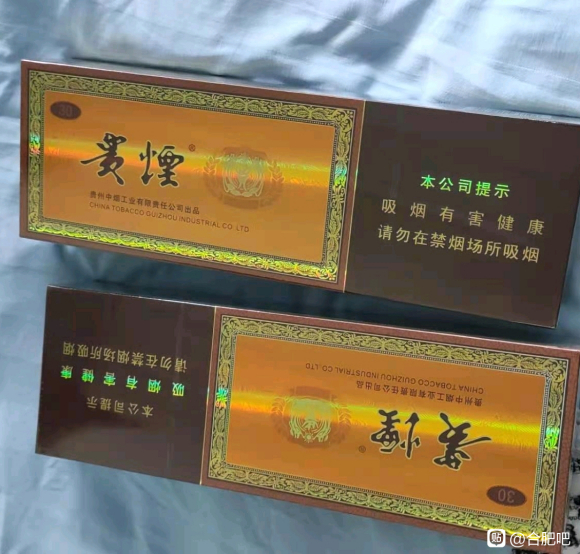 30
贵煙®
贵州中烟工业有限责任公司出品
CHINA TOBACCO GUIZHOU INDUSTRIAL CO. LTD
本公司提示
吸烟有害健康
请勿在禁烟场所吸烟
本公司提示
吸烟有害健康
请勿在禁烟场所吸烟
30
贵煙®
贵州中烟工业有限责任公司出品
CHINA TOBACCO GUIZHOU INDUSTRIAL CO.,LTD
贴 @合肥吧